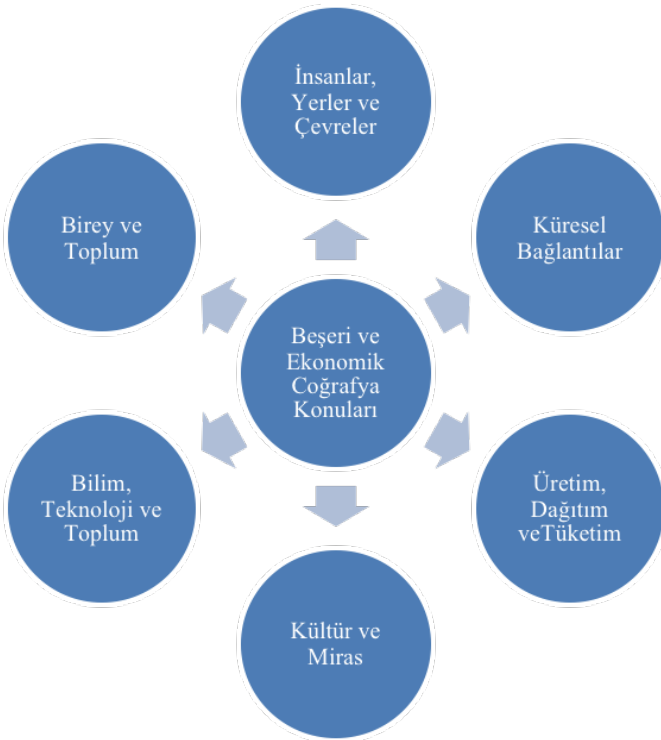 İnsanlar,
Yerler ve
Çevreler
Birey ve
Toplum
Küresel
Bağlantılar
Beşeri ve
Ekonomik
Coğrafya
Konuları
Bilim,
Teknoloji ve
Toplum
Üretim,
Dağıtım
veTüketim
Kültür ve
Miras